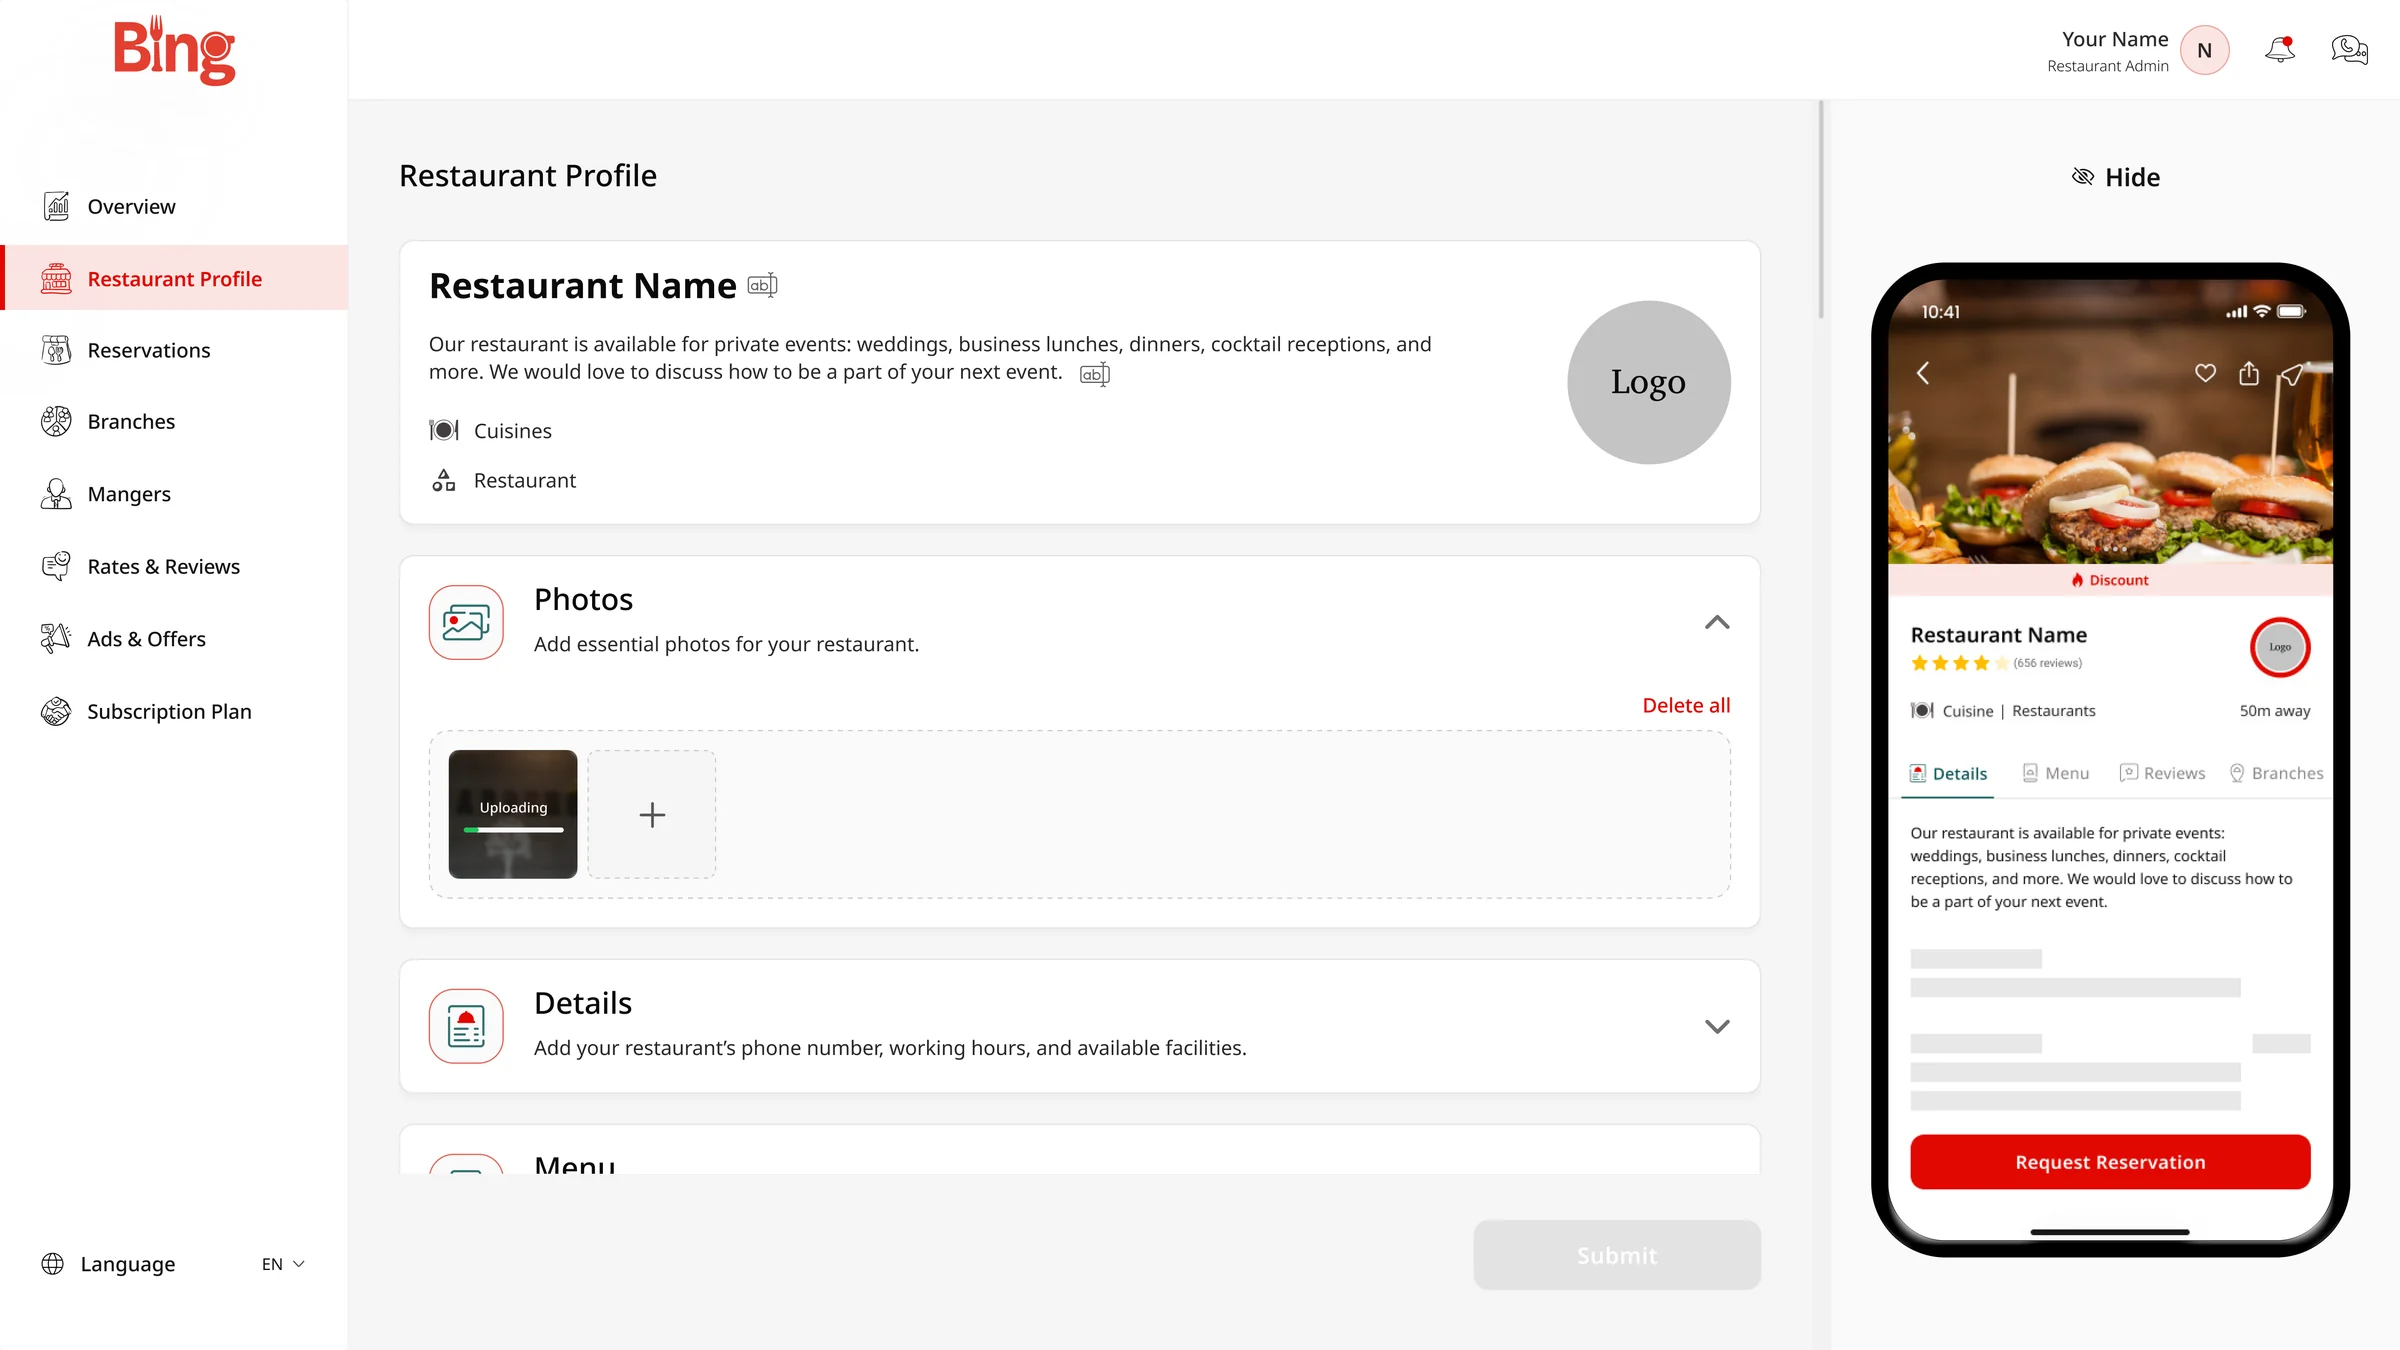 Bing
Your Name
Restaurant Admin
N
Overview
Restaurant Profile
Reservations
Branches
Mangers
Rates & Reviews
Ads & Offers
Subscription Plan
Language
EN
Restaurant Profile
Restaurant Name
Our restaurant is available for private events: weddings, business lunches, dinners, cocktail receptions, and
more. We would love to discuss how to be a part of your next event.
Cuisines
Restaurant
Logo
Photos
Add essential photos for your restaurant.
Delete all
Uploading
Details
Add your restaurant’s phone number, working hours, and available facilities.
Menu
Submit
Hide
10:41
Discount
Restaurant Name
(656 reviews)
Logo
Cuisine | Restaurants
50m away
Details
Menu
Reviews
Branches
Our restaurant is available for private events:
weddings, business lunches, dinners, cocktail
receptions, and more. We would love to discuss how to
be a part of your next event.
Request Reservation